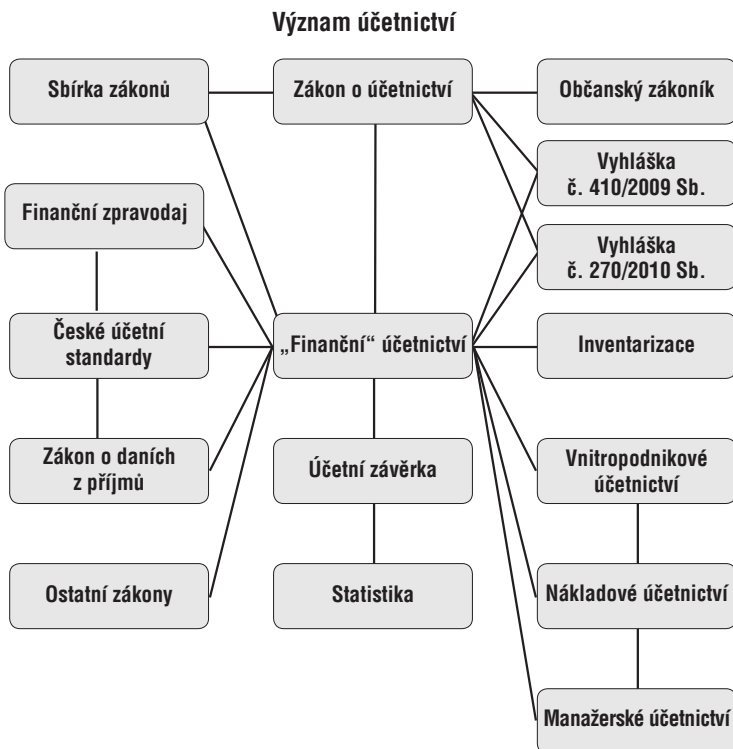 Význam účetnictví
Sbírka zákonů
Zákon o účetnictví
Občanský zákoník
Vyhláška
č. 410/2009 Sb.
Finanční zpravodaj
Vyhláška
č. 270/2010 Sb.
České účetní
standardy
„Finanční“ účetnictví
Inventarizace
Zákon o daních
z příjmů
Účetní závěrka
Vnitropodnikové
účetnictví
Ostatní zákony
Statistika
Nákladové účetnictví
Manažerské účetnictví